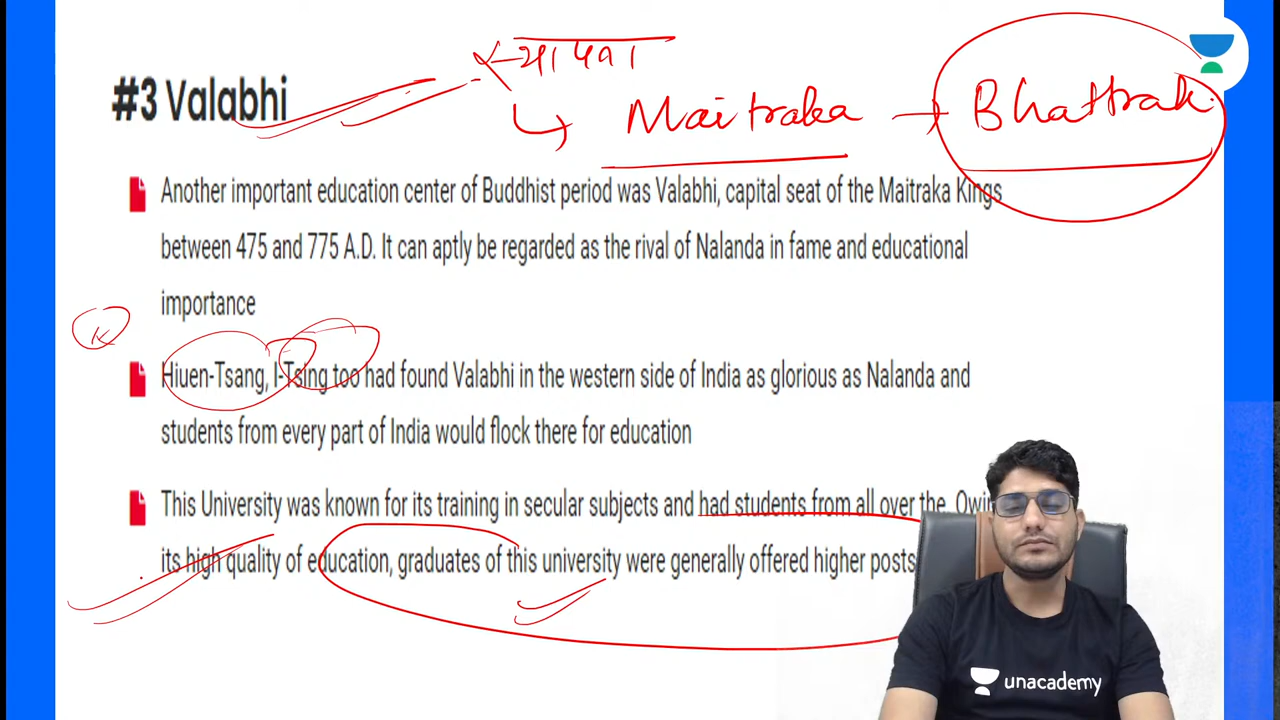 स्थापना
#3 Valabhi
Maitraka → Bhattrak
Another important education center of Buddhist period was Valabhi, capital seat of the Maitraka Kings
between 475 and 775 A.D. It can aptly be regarded as the rival of Nalanda in fame and educational
importance
K
Hiuen-Tsang, I-Tsing too had found Valabhi in the western side of India as glorious as Nalanda and
students from every part of India would flock there for education
This University was known for its training in secular subjects and had students from all over the. Owin
its high quality of education, graduates of this university were generally offered higher posts
unacademy